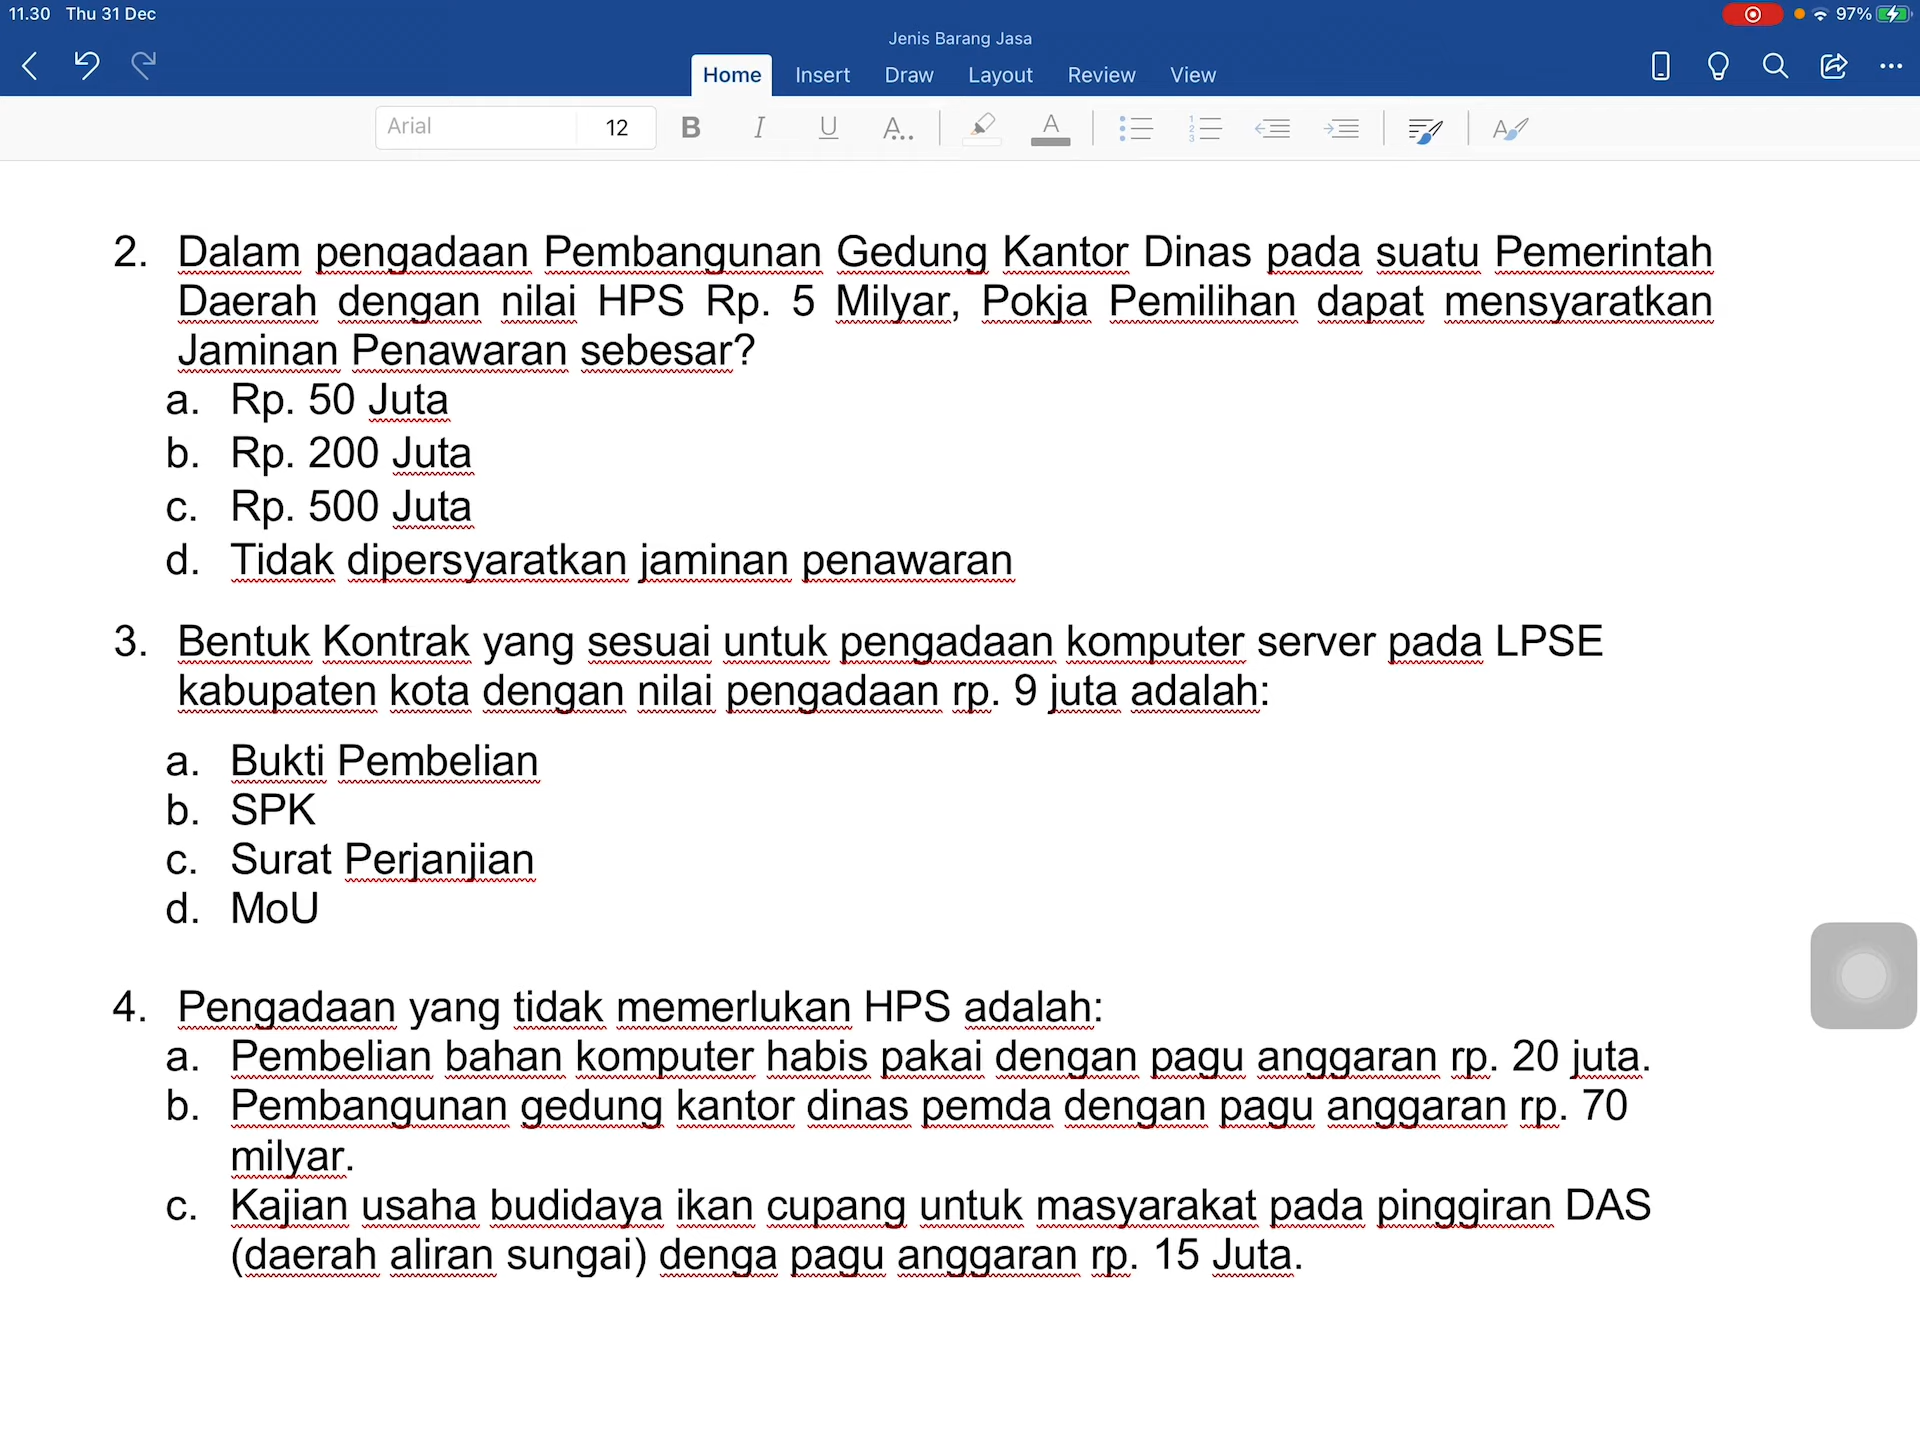 11.30 Thu 31 Dec
97%
Jenis Barang Jasa
Home Insert Draw Layout Review View
Arial 12 B I U A.. A
2. Dalam pengadaan Pembangunan Gedung Kantor Dinas pada suatu Pemerintah
Daerah dengan nilai HPS Rp. 5 Milyar, Pokja Pemilihan dapat mensyaratkan
Jaminan Penawaran sebesar?
a. Rp. 50 Juta
b. Rp. 200 Juta
c. Rp. 500 Juta
d. Tidak dipersyaratkan jaminan penawaran
3. Bentuk Kontrak yang sesuai untuk pengadaan komputer server pada LPSE
kabupaten kota dengan nilai pengadaan rp. 9 juta adalah:
a. Bukti Pembelian
b. SPK
c. Surat Perjanjian
d. MoU
4. Pengadaan yang tidak memerlukan HPS adalah:
a. Pembelian bahan komputer habis pakai dengan pagu anggaran rp. 20 juta.
b. Pembangunan gedung kantor dinas pemda dengan pagu anggaran rp. 70
milyar.
c. Kajian usaha budidaya ikan cupang untuk masyarakat pada pinggiran DAS
(daerah aliran sungai) denga pagu anggaran rp. 15 Juta.